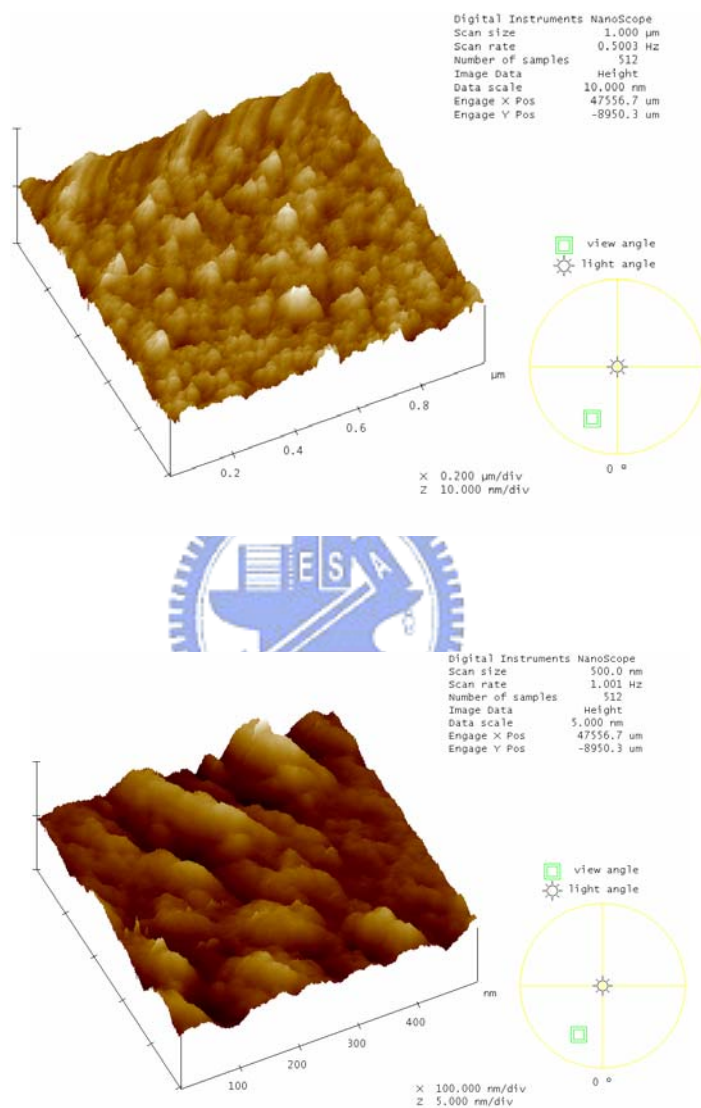 Digital Instruments NanoScope
Scan size 1.000 µm
Scan rate 0.5003 Hz
Number of samples 512
Image Data Height
Data scale 10.000 nm
Engage X Pos 47556.7 um
Engage Y Pos -8950.3 um
view angle
light angle
µm
0.8
0.6
0.4
0.2
0 º
X 0.200 µm/div
Z 10.000 nm/div
E S A
Digital Instruments NanoScope
Scan size 500.0 nm
Scan rate 1.001 Hz
Number of samples 512
Image Data Height
Data scale 5.000 nm
Engage X Pos 47556.7 um
Engage Y Pos -8950.3 um
view angle
light angle
nm
400
300
200
100
0 º
X 100.000 nm/div
Z 5.000 nm/div